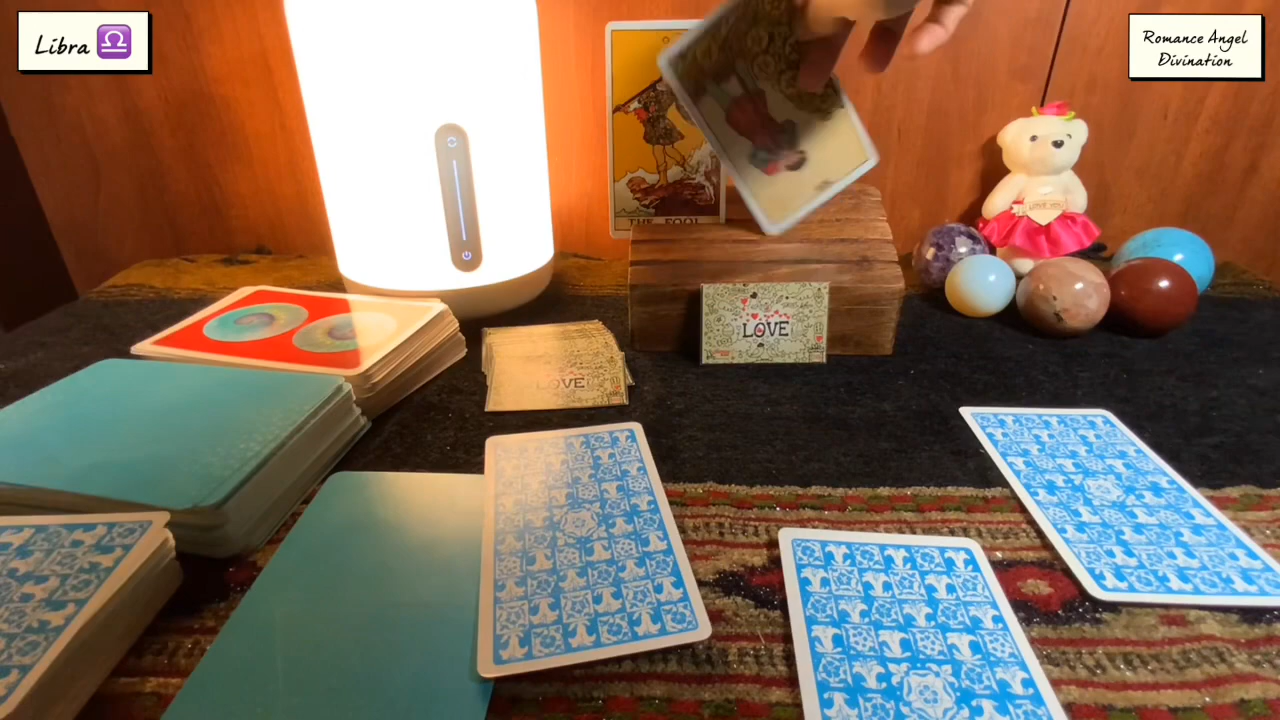 Libra ♎
Romance Angel
Divination
THE FOOL
LOVE
LOVE